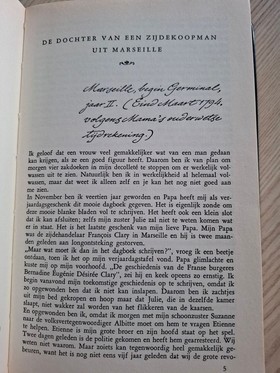 DE DOCHTER VAN EEN ZIJDEKOOPMAN
UIT MARSEILLE
Marseille, begin Germinal,
jaar II. (Eind Maart 1794.
volgens Mama's ouderwetse
tijdrekening.)
Ik geloof dat een vrouw veel gemakkelijker wat van een man gedaan
kan krijgen, als ze een goed figuur heeft. Daarom ben ik van plan om
morgen vier zakdoeken in mijn decolleté te stoppen om er werkelijk vol-
wassen uit te zien. Natuurlijk ben ik in werkelijkheid al helemaal vol-
wassen, maar dat weet ik alleen zelf en je kan het nog niet goed aan
me zien.
In November ben ik veertien jaar geworden en Papa heeft mij als ver-
jaardagsgeschenk dit dagboek gegeven. Het is eigenlijk zonde om
deze mooie blanke bladen vol te schrijven. Het heeft ook een klein slot
dat ik kan afsluiten; zelfs mijn zuster Julie zal niet te weten komen wat
er in staat. Het is het laatste geschenk van mijn lieve Papa. Mijn Papa
was de zijdehandelaar François Clary in Marseille en hij is twee maan-
den geleden aan longontsteking gestorven.
„Maar wat moet ik in het dagboek schrijven?", vroeg ik een beetje
ontdaan, toen ik het op mijn verjaardagstafel vond. Papa glimlachte en
kuste me op mijn voorhoofd. „De geschiedenis van de Franse burgeres
Bernardine Eugénie Désirée Clary", zei hij en keek opeens zo ernstig. Ik
begin vannacht mijn toekomstige geschiedenis op te schrijven, omdat ik
zo opgewonden ben dat ik niet kan inslapen. Daarom ben ik zachtjes
uit mijn bed gekropen en hoop maar dat Julie, die in de kamer
slaapt, niet wakker zal worden van het flikkeren van de kaarsen.
En opgewonden ben ik, omdat ik morgen met mijn schoonzuster Suzanne
naar de volksvertegenwoordiger Albitte moet om hem te vragen Etienne
te helpen. Etienne is mijn grote broer en zijn hoofd staat op het spel.
Twee dagen geleden is de politie gekomen en heeft hem gearresteerd. Wij
weten niet waarom. Maar zoiets kan tegenwoordig heel gemakkelijk ge-
beuren, want het is nog niet eens vijf jaar geleden dat wij de grote revo-
5